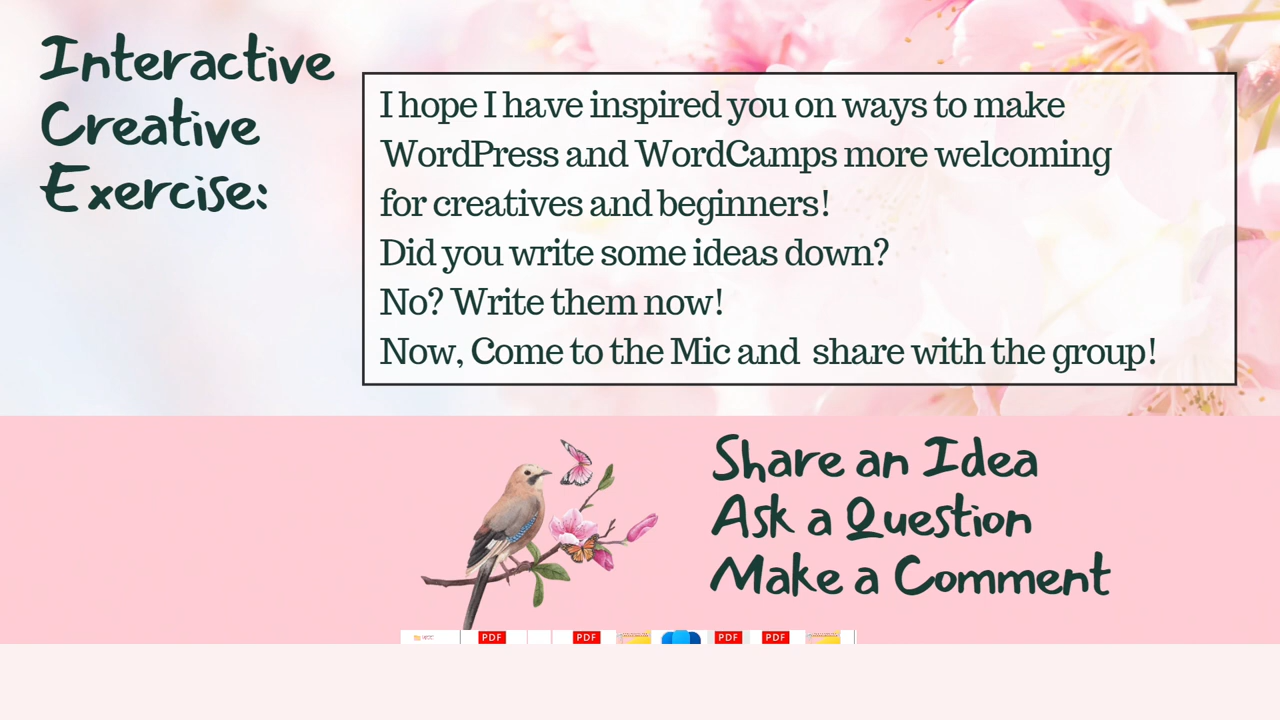 Interactive
Creative
Exercise:
I hope I have inspired you on ways to make
WordPress and WordCamps more welcoming
for creatives and beginners!
Did you write some ideas down?
No? Write them now!
Now, Come to the Mic and  share with the group!
Share an Idea
Ask a Question
Make a Comment
PDF PDF PDF PDF